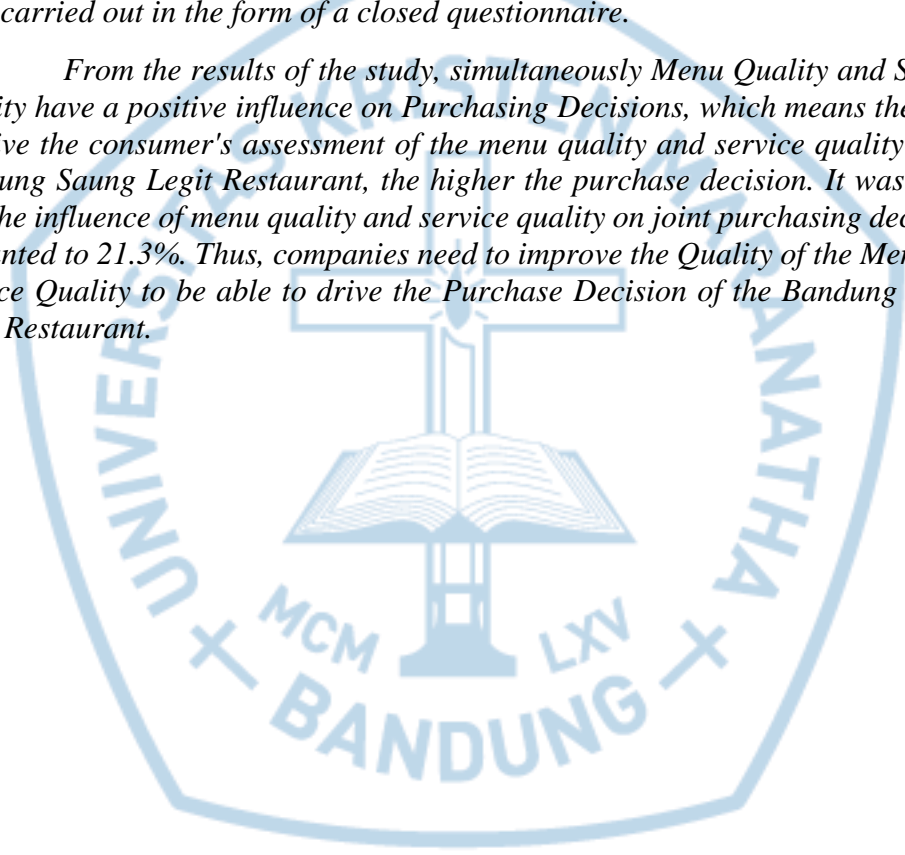 carried out in the form of a closed questionnaire.
From the results of the study, simultaneously Menu Quality and S
ity have a positive influence on Purchasing Decisions, which means the
ive the consumer's assessment of the menu quality and service quality
ung Saung Legit Restaurant, the higher the purchase decision. It was
he influence of menu quality and service quality on joint purchasing dec
nted to 21.3%. Thus, companies need to improve the Quality of the Me
ce Quality to be able to drive the Purchase Decision of the Bandung
Restaurant.
UNIVERSITAS KRISTEN MARANATHA
MCM LXV
BANDUNG